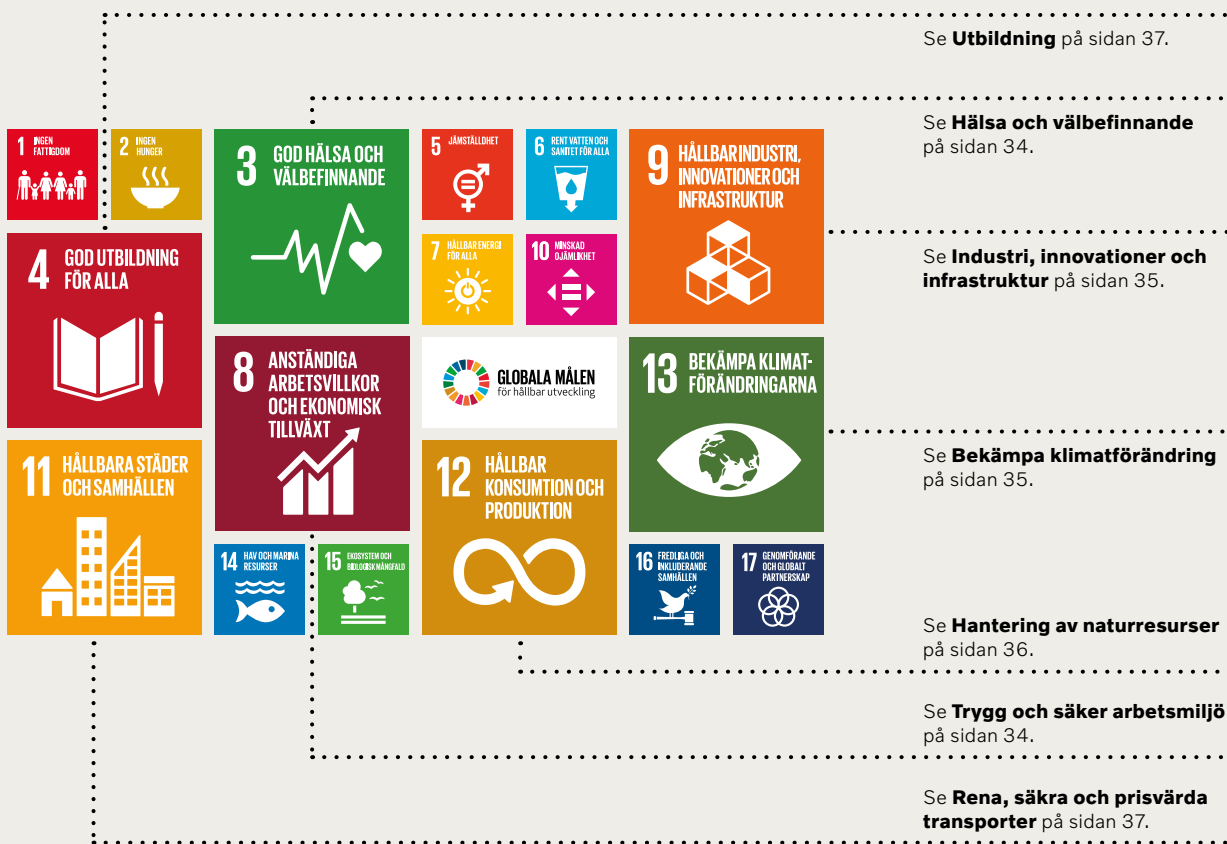 Se Utbildning på sidan 37.
Se Hälsa och välbefinnande
på sidan 34.
1 INGEN
FATTIGDOM
2 INGEN
HUNGER
3 GOD HÄLSA OCH
VÄLBEFINNANDE
5 JÄMSTÄLLDHET
6 RENT VATTEN OCH
SANITET FÖR ALLA
9 HÅLLBAR INDUSTRI,
INNOVATIONER OCH
INFRASTRUKTUR
4 GOD UTBILDNING
FÖR ALLA
7 HÅLLBAR ENERGI
FÖR ALLA
10 MINSKAD
OJÄMLIKHET
Se Industri, innovationer och
infrastruktur på sidan 35.
8 ANSTÄNDIGA
ARBETSVILLKOR
OCH EKONOMISK
TILLVÄXT
GLOBALA MÅLEN
för hållbar utveckling
13 BEKÄMPA KLIMAT-
FÖRÄNDRINGARNA
11 HÅLLBARA STÄDER
OCH SAMHÄLLEN
12 HÅLLBAR
KONSUMTION OCH
PRODUKTION
Se Bekämpa klimatförändring
på sidan 35.
14 HAV OCH MARINA
RESURSER
15 EKOSYSTEM OCH
BIOLOGISK MÅNGFALD
16 FREDLIGA OCH
INKLUDERANDE
SAMHÄLLEN
17 GENOMFÖRANDE
OCH GLOBALT
PARTNERSKAP
Se Hantering av naturresurser
på sidan 36.
Se Trygg och säker arbetsmiljö
på sidan 34.
Se Rena, säkra och prisvärda
transporter på sidan 37.